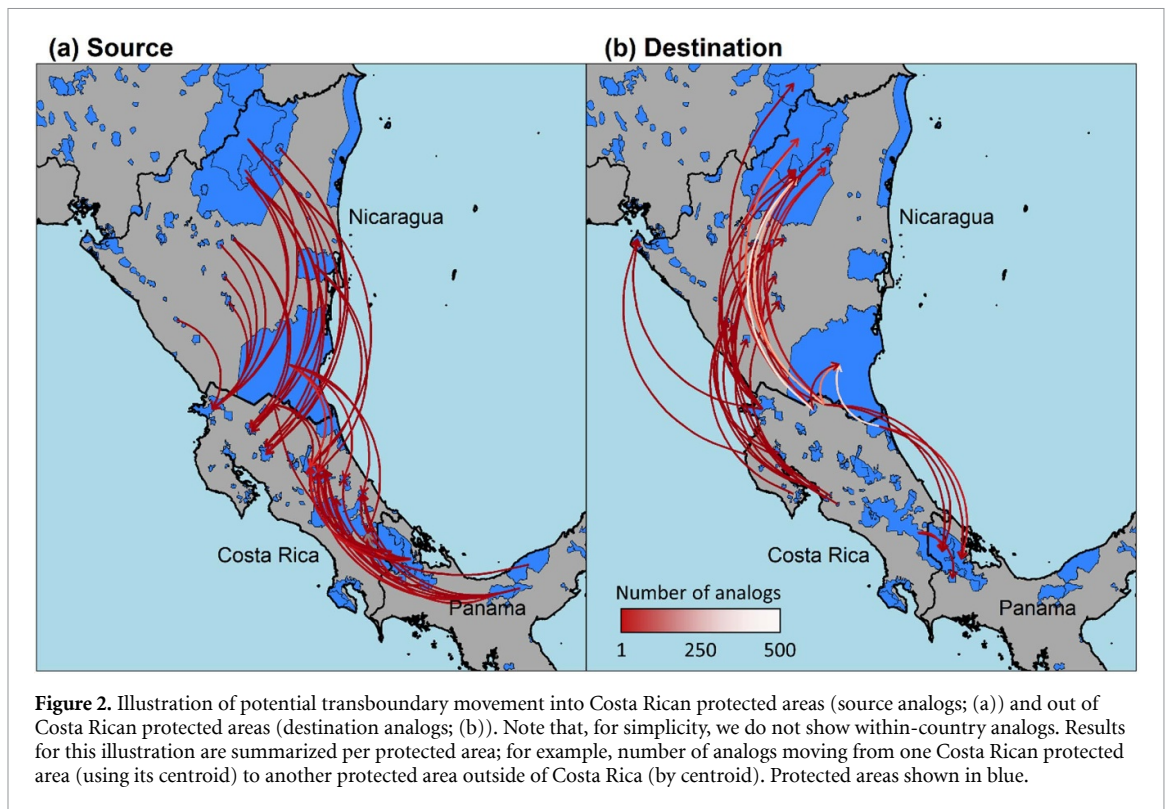 (a) Source
(b) Destination
Nicaragua
Costa Rica
Panama
Nicaragua
Costa Rica
Panama
Number of analogs
1 250 500
Figure 2. Illustration of potential transboundary movement into Costa Rican protected areas (source analogs; (a)) and out of
Costa Rican protected areas (destination analogs; (b)). Note that, for simplicity, we do not show within-country analogs. Results
for this illustration are summarized per protected area; for example, number of analogs moving from one Costa Rican protected
area (using its centroid) to another protected area outside of Costa Rica (by centroid). Protected areas shown in blue.